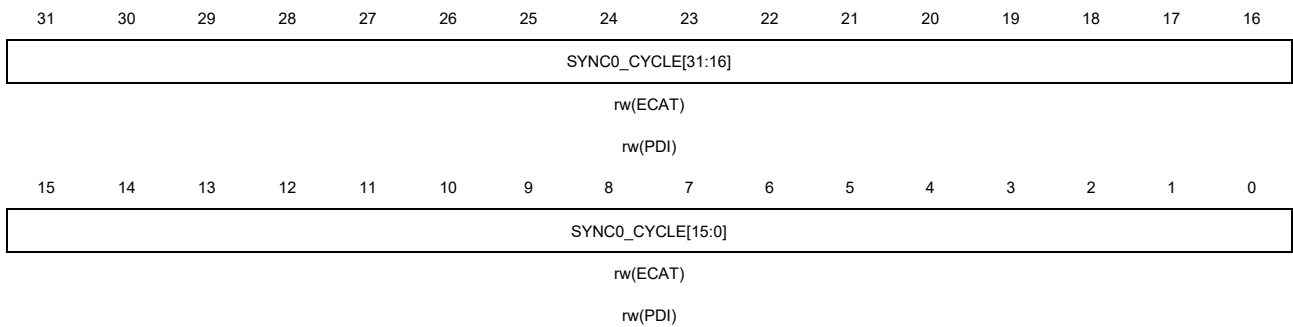 31 30 29 28 27 26 25 24 23 22 21 20 19 18 17 16
SYNC0_CYCLE[31:16]
rw(ECAT)
rw(PDI)
15 14 13 12 11 10 9 8 7 6 5 4 3 2 1 0
SYNC0_CYCLE[15:0]
rw(ECAT)
rw(PDI)